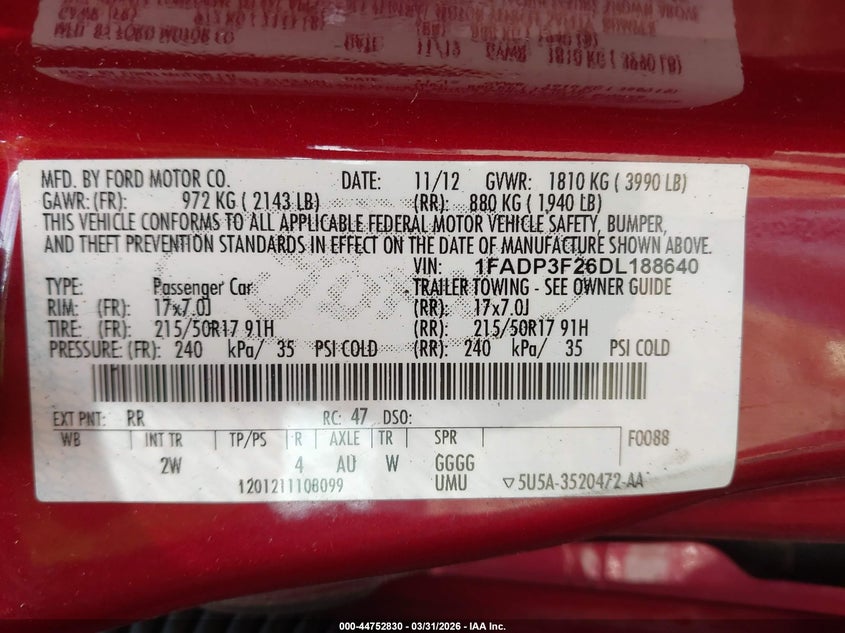 MFD. BY FORD MOTOR CO. DATE: 11/12 GVWR: 1810 KG ( 3990 LB)
GAWR: (FR): 972 KG ( 2143 LB) (RR): 880 KG ( 1940 LB)
THIS VEHICLE CONFORMS TO ALL APPLICABLE FEDERAL MOTOR VEHICLE SAFETY, BUMPER,
AND THEFT PREVENTION STANDARDS IN EFFECT ON THE DATE OF MANUFACTURE SHOWN ABOVE.
VIN: 1FADP3F26DL188640
TYPE: Passenger Car TRAILER TOWING - SEE OWNER GUIDE
RIM: (FR): 17x7.0J (RR): 17x7.0J
TIRE: (FR): 215/50R17 91H (RR): 215/50R17 91H
PRESSURE: (FR): 240 kPa/ 35 PSI COLD (RR): 240 kPa/ 35 PSI COLD
EXT PNT: RR RC: 47 DSO:
WB INT TR TP/PS R AXLE TR SPR F0088
2W 4 AU W GGGG
1201211108099 UMU ▽5U5A-3520472-AA
000-44752830 - 03/31/2026 - IAA Inc.